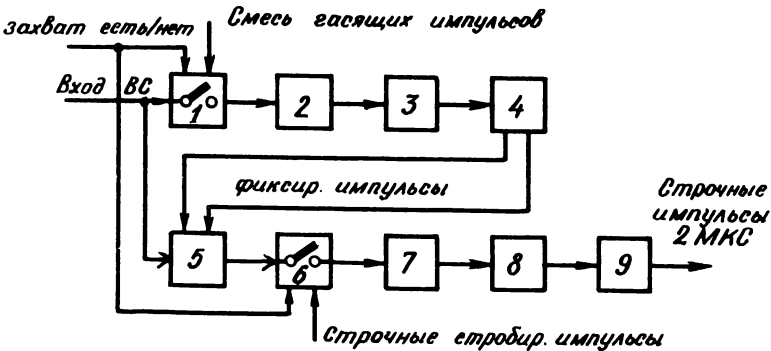 захват есть/нет
Смесь гасящих импульсов
Вход ВС
1
2
3
4
фиксир. импульсы
Строчные
импульсы
2 МКС
5
6
7
8
9
Строчные стробир. импульсы